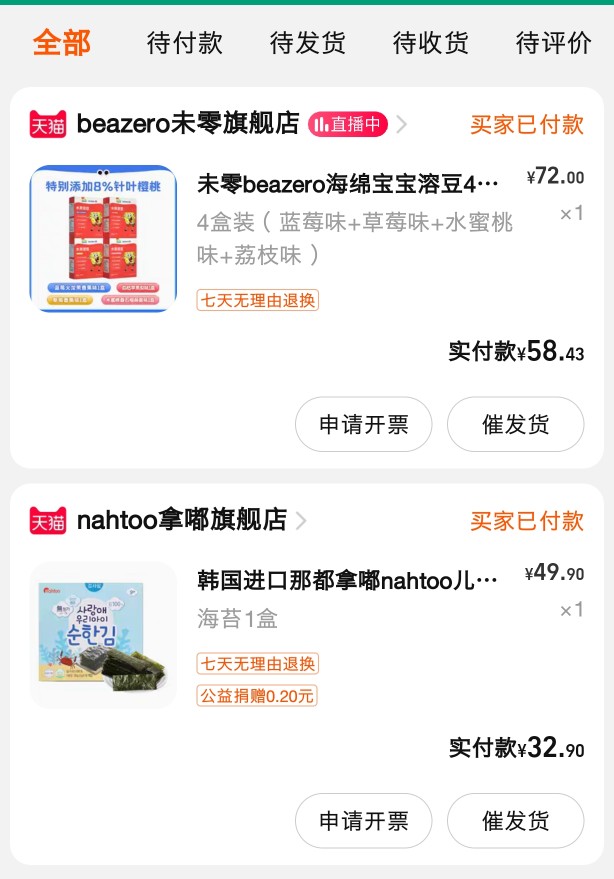 全部 待付款 待发货 待收货 待评价
天猫 beazero未零旗舰店 直播中 买家已付款
特别添加8%针叶樱桃
未零beazero海绵宝宝溶豆4… ¥72.00
4盒装（蓝莓味+草莓味+水蜜桃 ×1
味+荔枝味）
七天无理由退换
实付款¥58.43
申请开票 催发货
天猫 nahtoo拿嘟旗舰店 买家已付款
韩国进口那都拿嘟nahtoo儿… ¥49.90
海苔1盒 ×1
사랑해
우리아이
순한김
七天无理由退换
公益捐赠0.20元
实付款¥32.90
申请开票 催发货